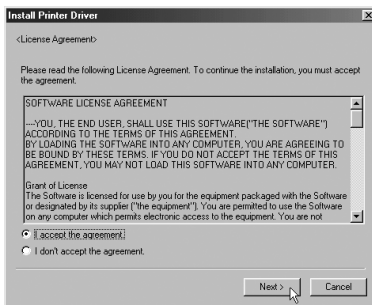 Install Printer Driver
<License Agreement>
Please read the following License Agreement. To continue the installation, you must accept
the agreement.
SOFTWARE LICENSE AGREEMENT
----YOU, THE END USER, SHALL USE THIS SOFTWARE("THE SOFTWARE")
ACCORDING TO THE TERMS OF THIS AGREEMENT.
BY LOADING THE SOFTWARE INTO ANY COMPUTER, YOU ARE AGREEING TO
BE BOUND BY THESE TERMS. IF YOU DO NOT ACCEPT THE TERMS OF THIS
AGREEMENT, YOU MAY NOT LOAD THIS SOFTWARE INTO ANY COMPUTER.
Grant of License
The Software is licensed for use by you for the equipment packaged with the Software
or designated by its supplier ("the equipment"). You are permitted to use the Software
on any computer which permits electronic access to the equipment. You are not
I accept the agreement.
I don't accept the agreement.
Next >
Cancel